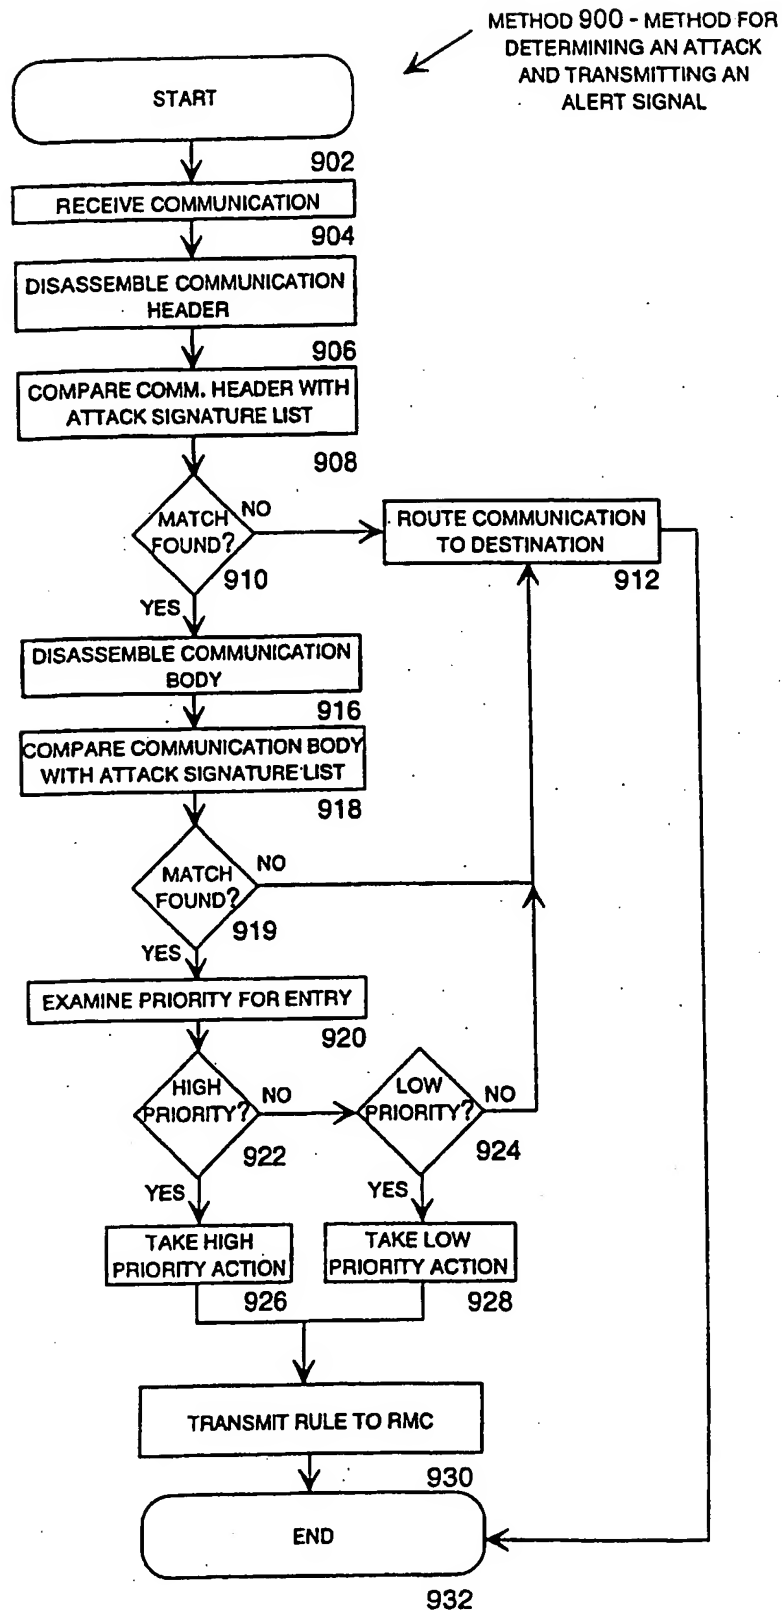 METHOD 900 - METHOD FOR
DETERMINING AN ATTACK
AND TRANSMITTING AN
ALERT SIGNAL
START
902
RECEIVE COMMUNICATION
904
DISASSEMBLE COMMUNICATION
HEADER
906
COMPARE COMM. HEADER WITH
ATTACK SIGNATURE LIST
908
MATCH
FOUND?
NO
910
YES
ROUTE COMMUNICATION
TO DESTINATION
912
DISASSEMBLE COMMUNICATION
BODY
916
COMPARE COMMUNICATION BODY
WITH ATTACK SIGNATURE LIST
918
MATCH
FOUND?
NO
919
YES
EXAMINE PRIORITY FOR ENTRY
920
HIGH
PRIORITY?
NO
922
YES
LOW
PRIORITY?
NO
924
YES
TAKE HIGH
PRIORITY ACTION
926
TAKE LOW
PRIORITY ACTION
928
TRANSMIT RULE TO RMC
930
END
932